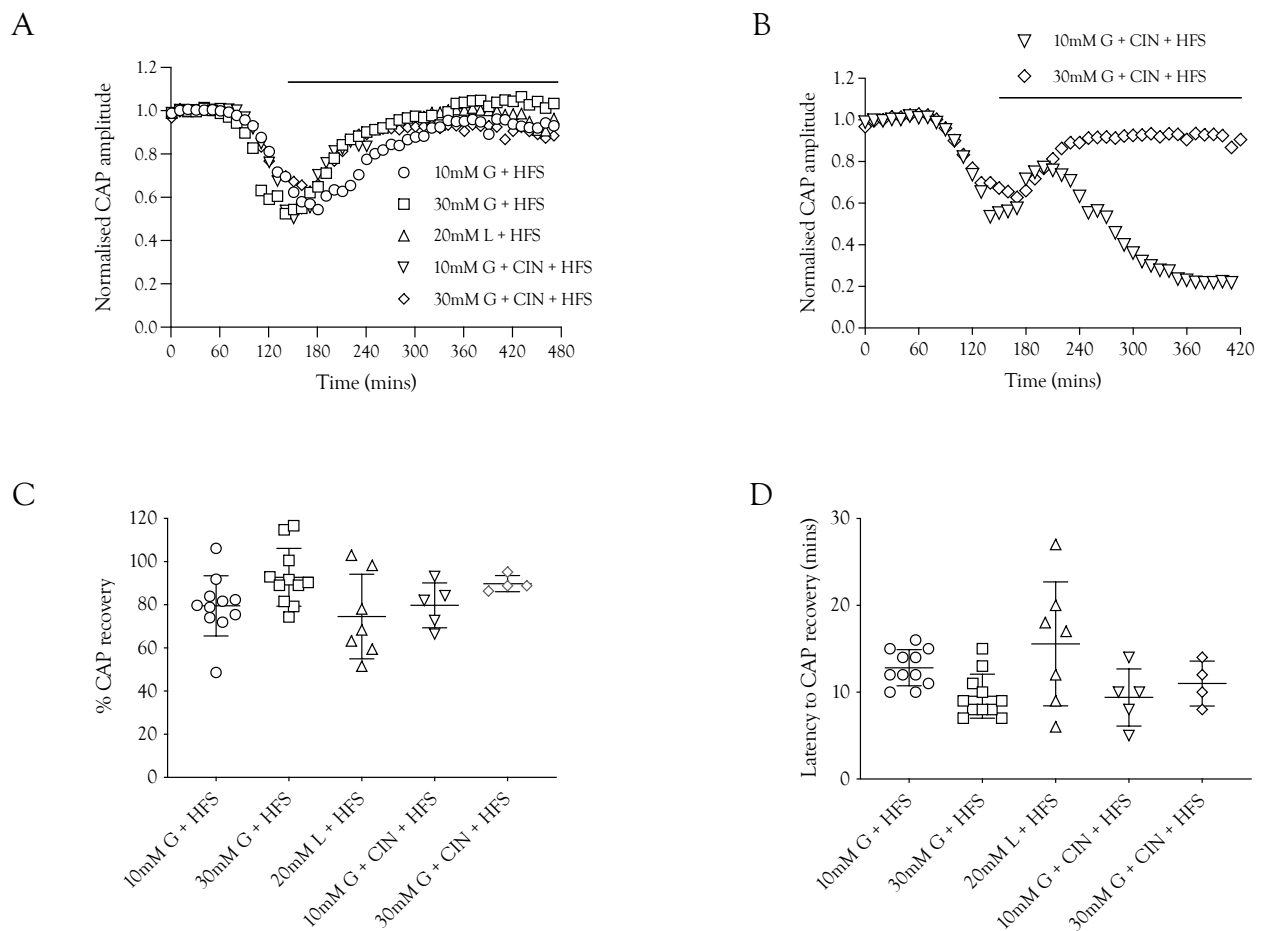 A
Normalised CAP amplitude
1.2
1.0
0.8
0.6
0.4
0.2
0.0
0 60 120 180 240 300 360 420 480
Time (mins)
10mM G + HFS
30mM G + HFS
20mM L + HFS
10mM G + CIN + HFS
30mM G + CIN + HFS
B
10mM G + CIN + HFS
30mM G + CIN + HFS
Normalised CAP amplitude
1.2
1.0
0.8
0.6
0.4
0.2
0.0
0 60 120 180 240 300 360 420
Time (mins)
C
% CAP recovery
120
100
80
60
40
20
0
10mM G + HFS
30mM G + HFS
20mM L + HFS
10mM G + CIN + HFS
30mM G + CIN + HFS
D
Latency to CAP recovery (mins)
30
20
10
0
10mM G + HFS
30mM G + HFS
20mM L + HFS
10mM G + CIN + HFS
30mM G + CIN + HFS